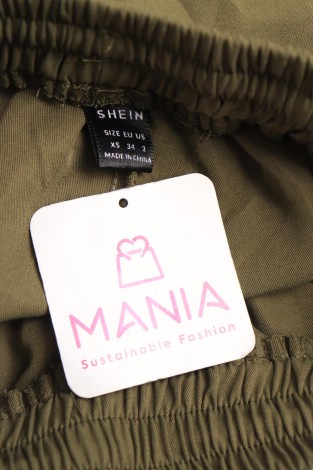 SHEIN
SIZE EU US
XS 34 2
MADE IN CHINA
MANIA
Sustainable Fashion